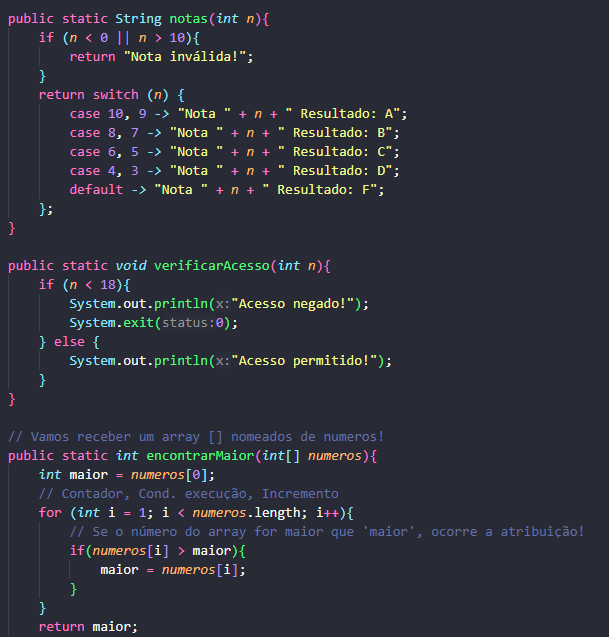 public static String notas(int n){
    if (n < 0 || n > 10){
        return "Nota inválida!";
    }
    return switch (n) {
        case 10, 9 -> "Nota " + n + " Resultado: A";
        case 8, 7 -> "Nota " + n + " Resultado: B";
        case 6, 5 -> "Nota " + n + " Resultado: C";
        case 4, 3 -> "Nota " + n + " Resultado: D";
        default -> "Nota " + n + " Resultado: F";
    };
}

public static void verificarAcesso(int n){
    if (n < 18){
        System.out.println(x:"Acesso negado!");
        System.exit(status:0);
    } else {
        System.out.println(x:"Acesso permitido!");
    }
}

// Vamos receber um array [] nomeados de numeros!
public static int encontrarMaior(int[] numeros){
    int maior = numeros[0];
    // Contador, Cond. execução, Incremento
    for (int i = 1; i < numeros.length; i++){
        // Se o número do array for maior que 'maior', ocorre a atribuição!
        if(numeros[i] > maior){
            maior = numeros[i];
        }
    }
    return maior;